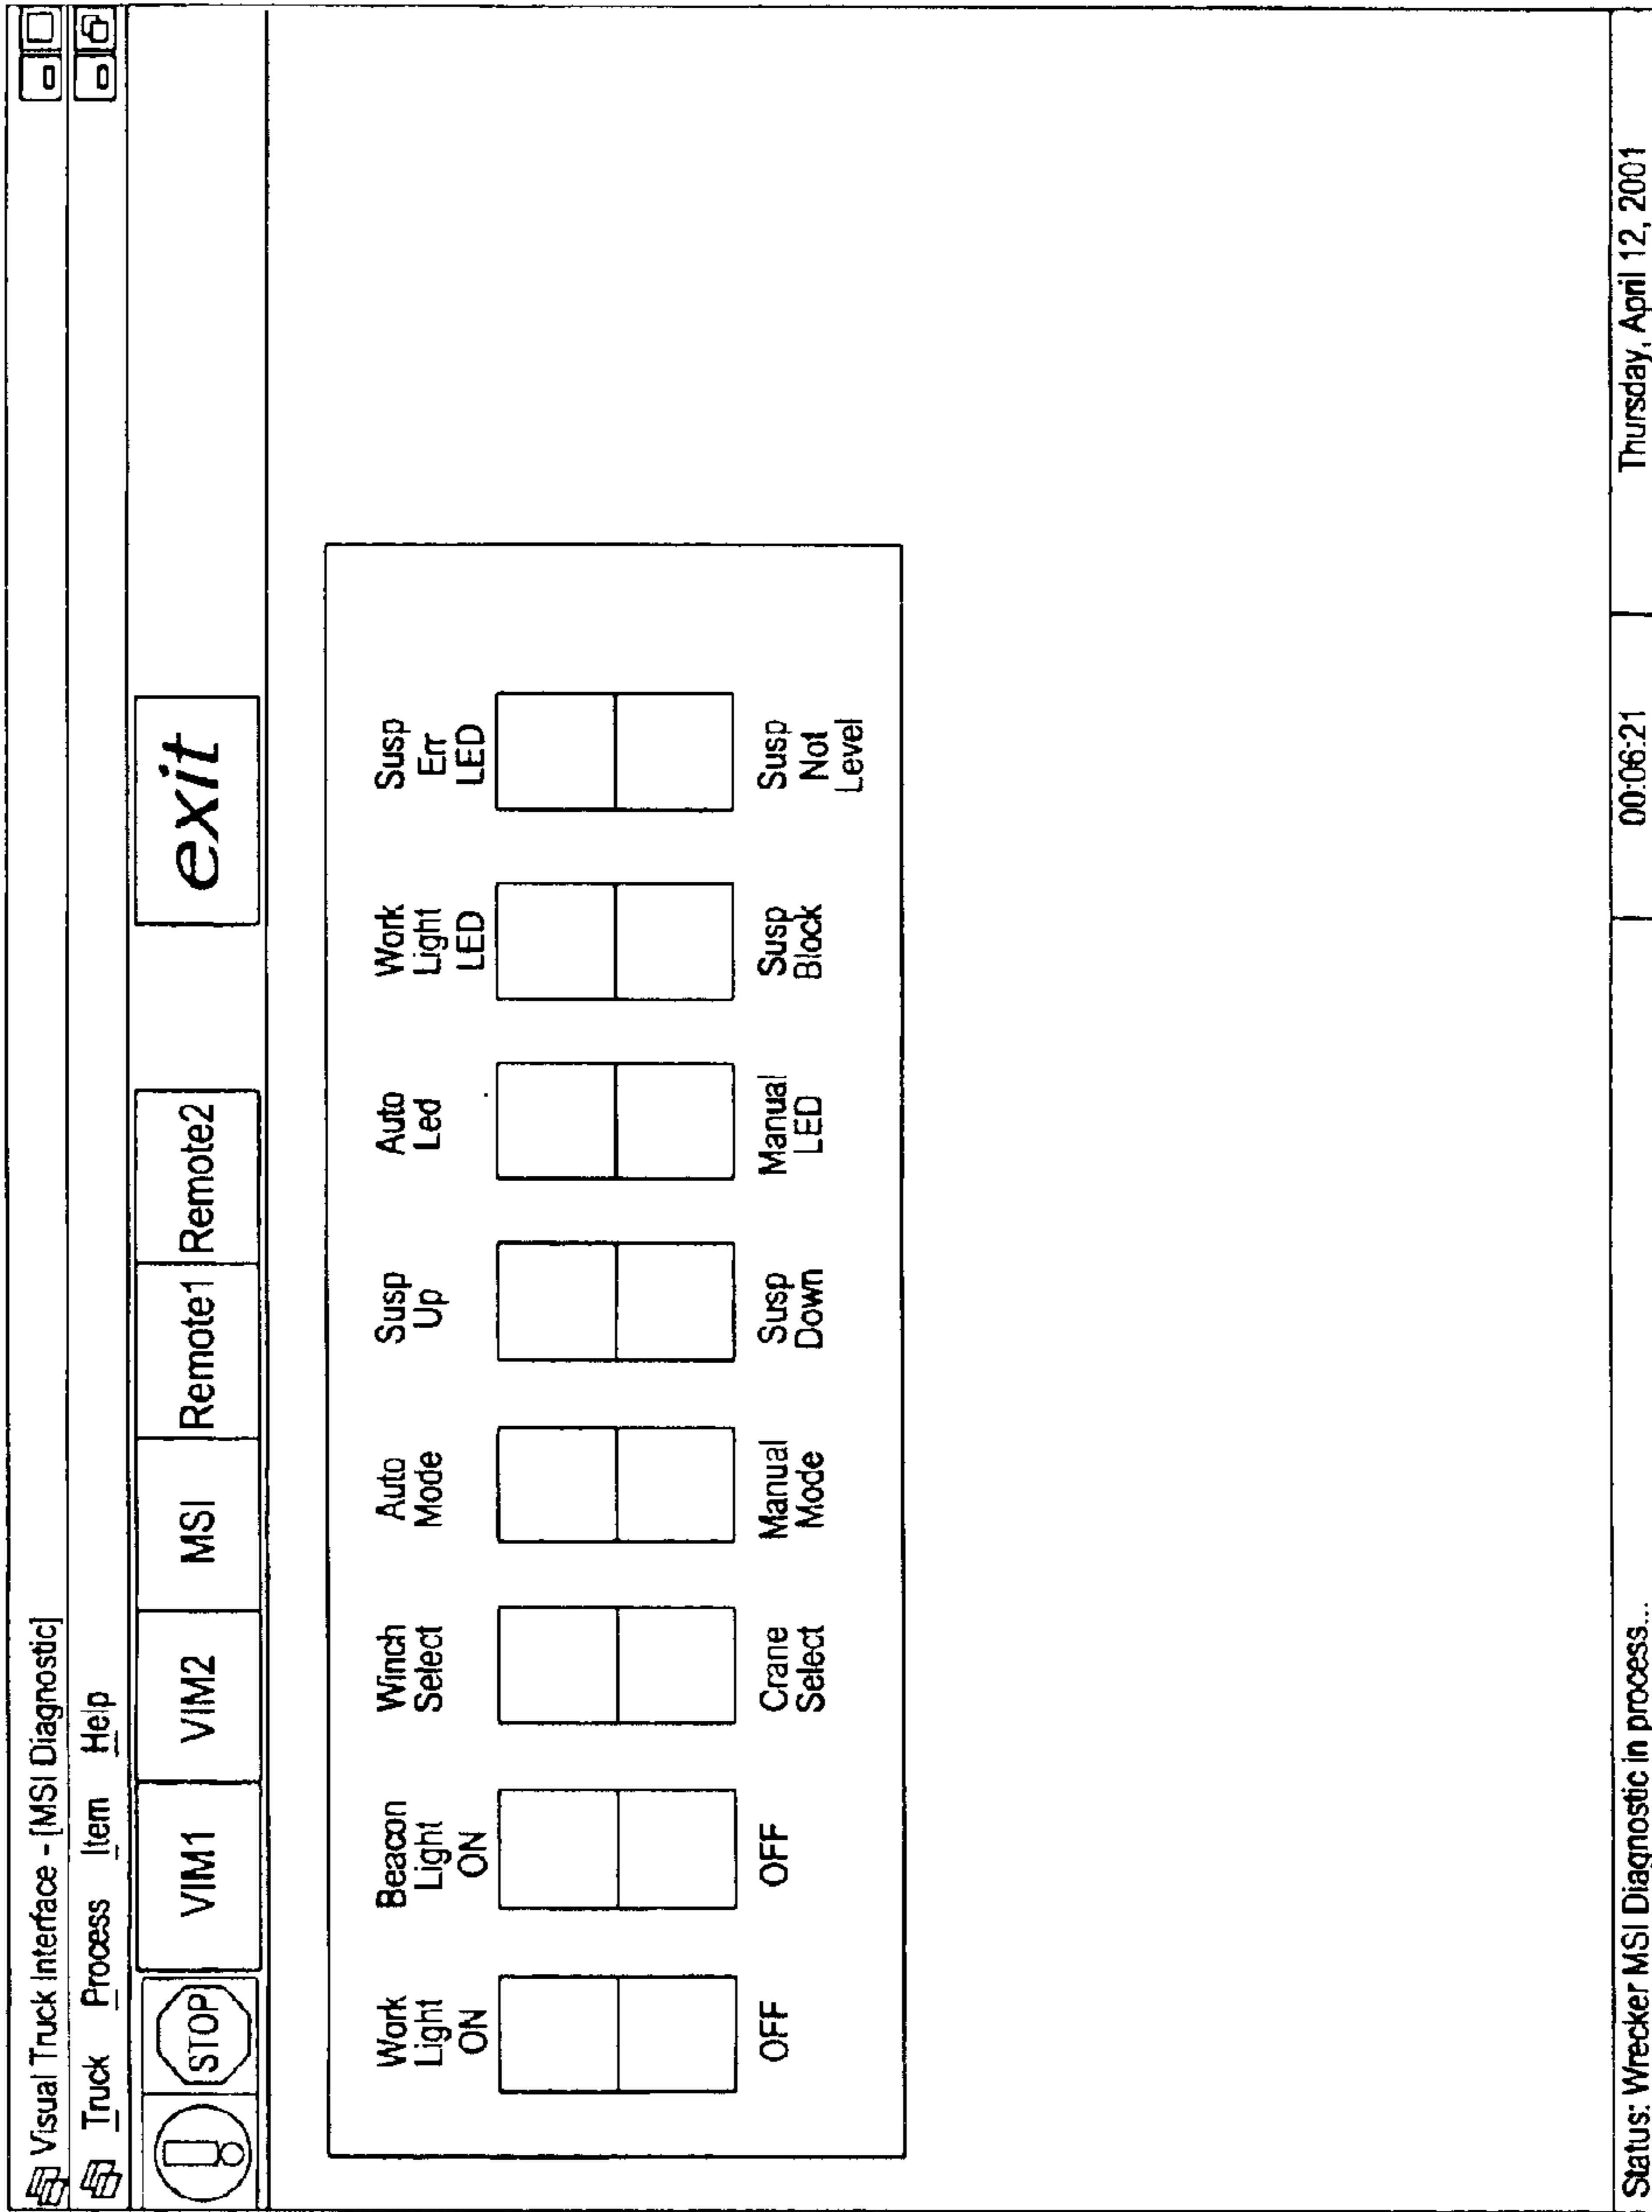 Visual Truck Interface - [MSI Diagnostic]
Truck Process Item Help
STOP VIM1 VIM2 MSI Remote1 Remote2 exit
Work Light ON
Beacon Light ON
Winch Select
Auto Mode
Susp Up
Auto Led
Work Light LED
Susp Err LED
OFF
OFF
Crane Select
Manual Mode
Susp Down
Manual LED
Susp Block
Susp Not Level
Status: Wrecker MSI Diagnostic in process... 00:06:21 Thursday, April 12, 2001